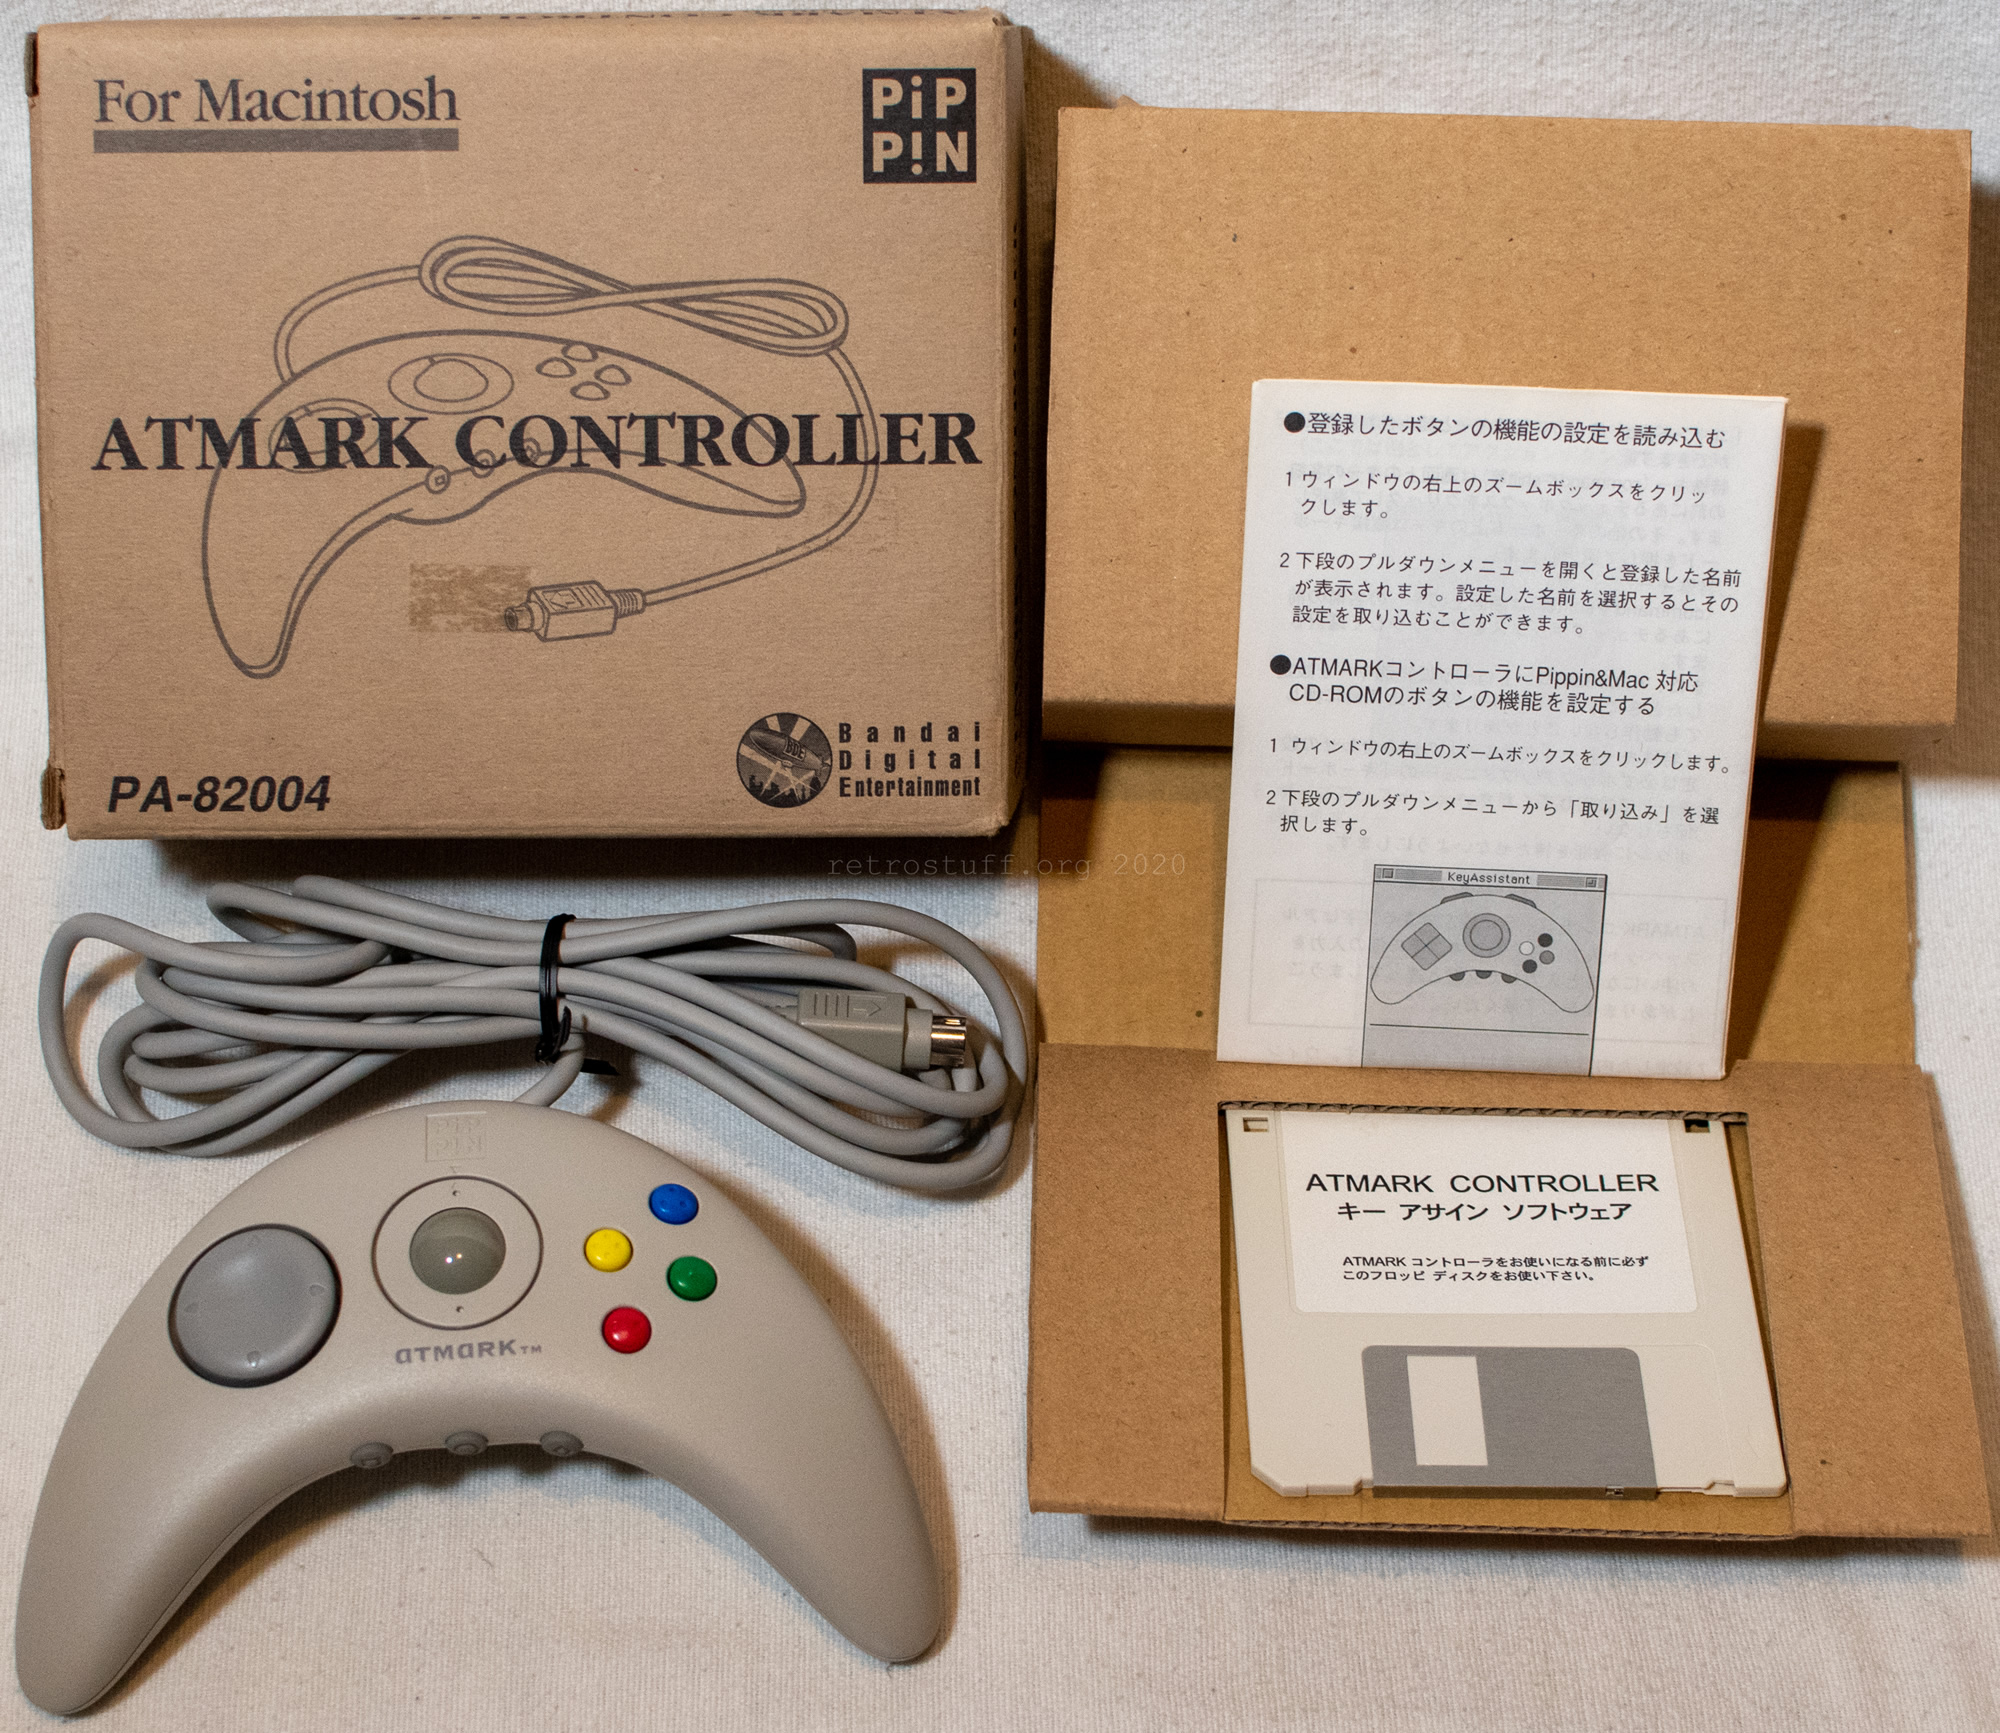 For Macintosh
PiP
P!N
ATMARK CONTROLLER
PA-82004
Bandai
Digital
Entertainment
BDE
retrostuff.org 2020
PiP
P!N
ATMARK™
●登録したボタンの機能の設定を読み込む
1 ウィンドウの右上のズームボックスをクリッ
クします。
2 下段のプルダウンメニューを開くと登録した名前
が表示されます。設定した名前を選択するとその
設定を取り込むことができます。
●ATMARKコントローラにPippin&Mac 対応
CD-ROMのボタンの機能を設定する
1 ウィンドウの右上のズームボックスをクリックします。
2 下段のプルダウンメニューから「取り込み」を選
択します。
KeyAssistant
ATMARK CONTROLLER
キー アサイン ソフトウェア
ATMARK コントローラをお使いになる前に必ず
このフロッピ ディスクをお使い下さい。